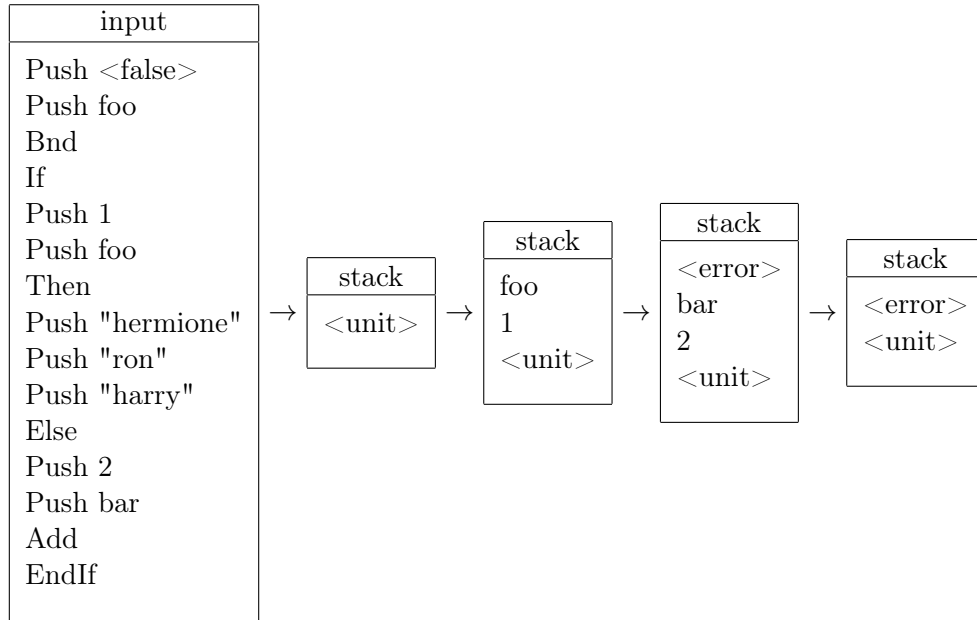 input
Push <false>
Push foo
Bnd
If
Push 1
Push foo
Then
Push "hermione"
Push "ron"
Push "harry"
Else
Push 2
Push bar
Add
EndIf
→
stack
<unit>
→
stack
foo
1
<unit>
→
stack
<error>
bar
2
<unit>
→
stack
<error>
<unit>